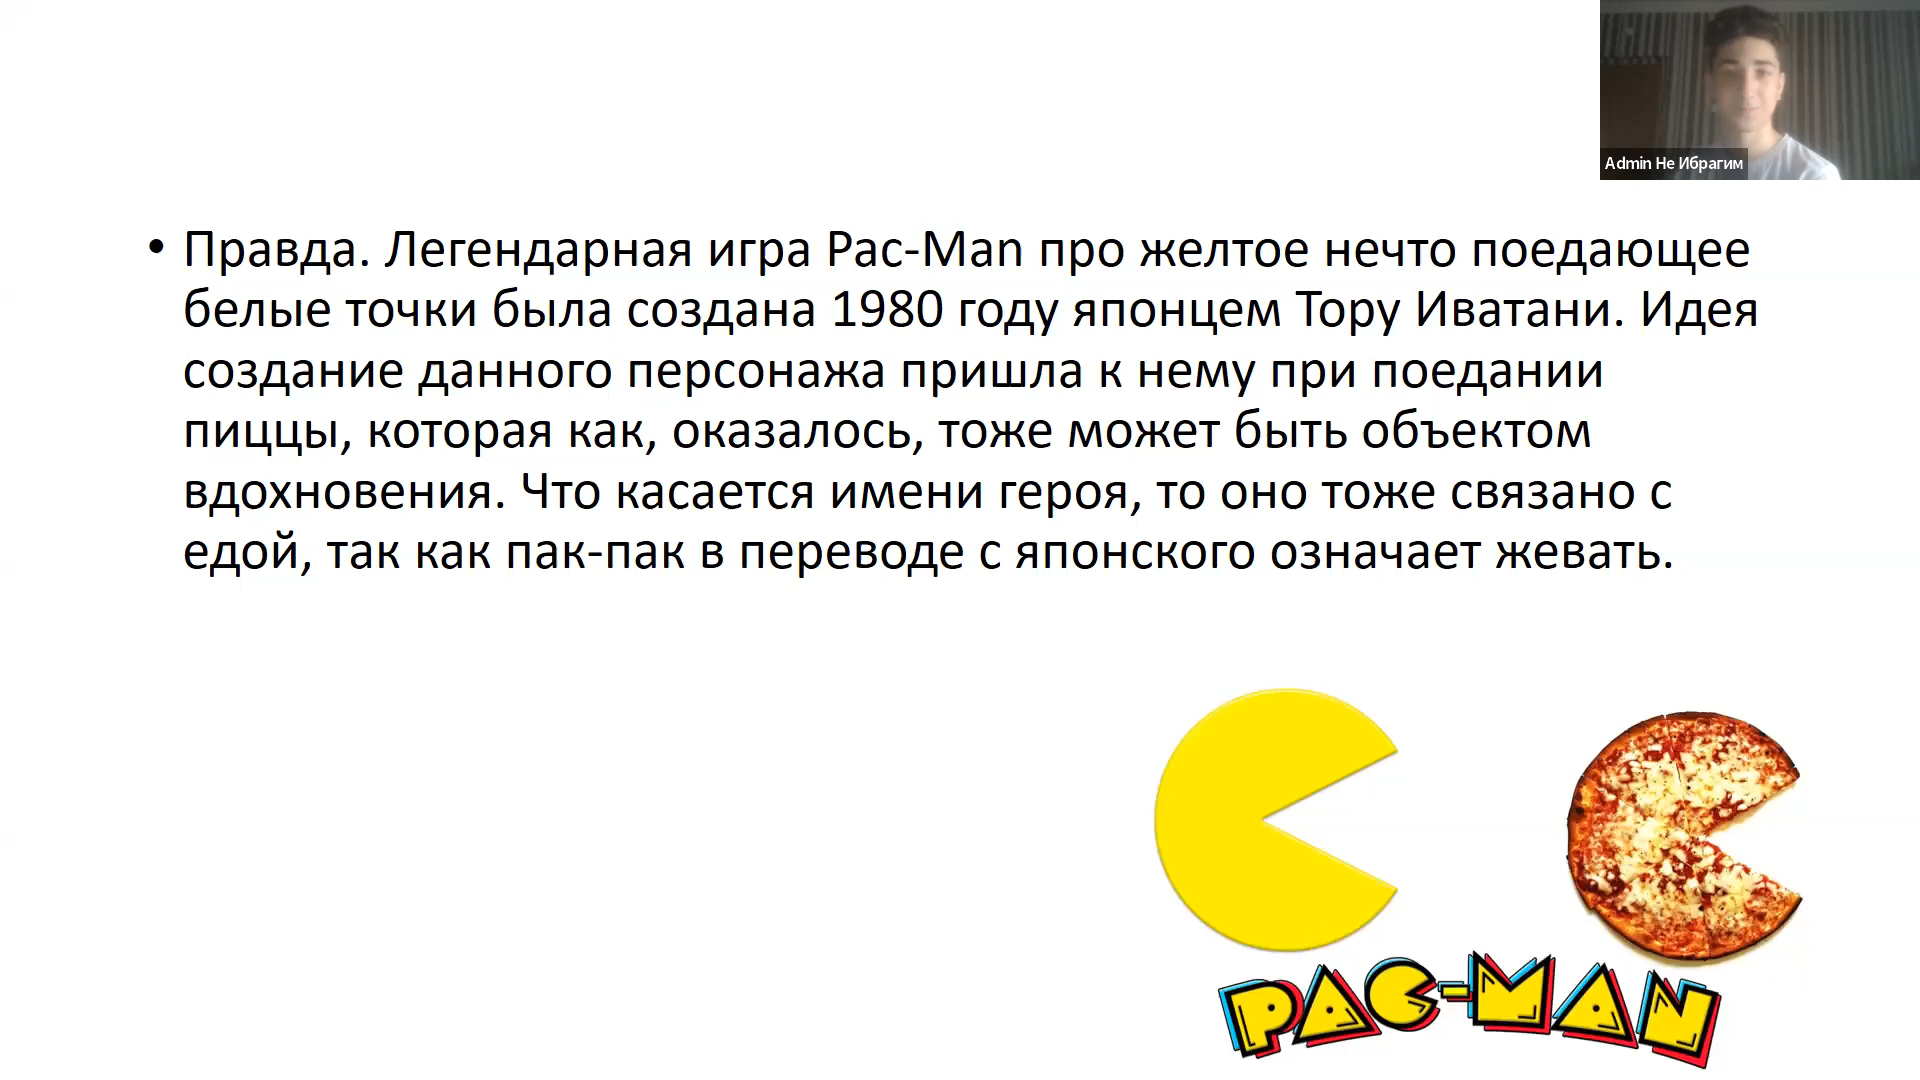 Admin Не Ибрагим
• Правда. Легендарная игра Pac-Man про желтое нечто поедающее
белые точки была создана 1980 году японцем Тору Иватани. Идея
создание данного персонажа пришла к нему при поедании
пиццы, которая как, оказалось, тоже может быть объектом
вдохновения. Что касается имени героя, то оно тоже связано с
едой, так как пак-пак в переводе с японского означает жевать.
PAC-MAN